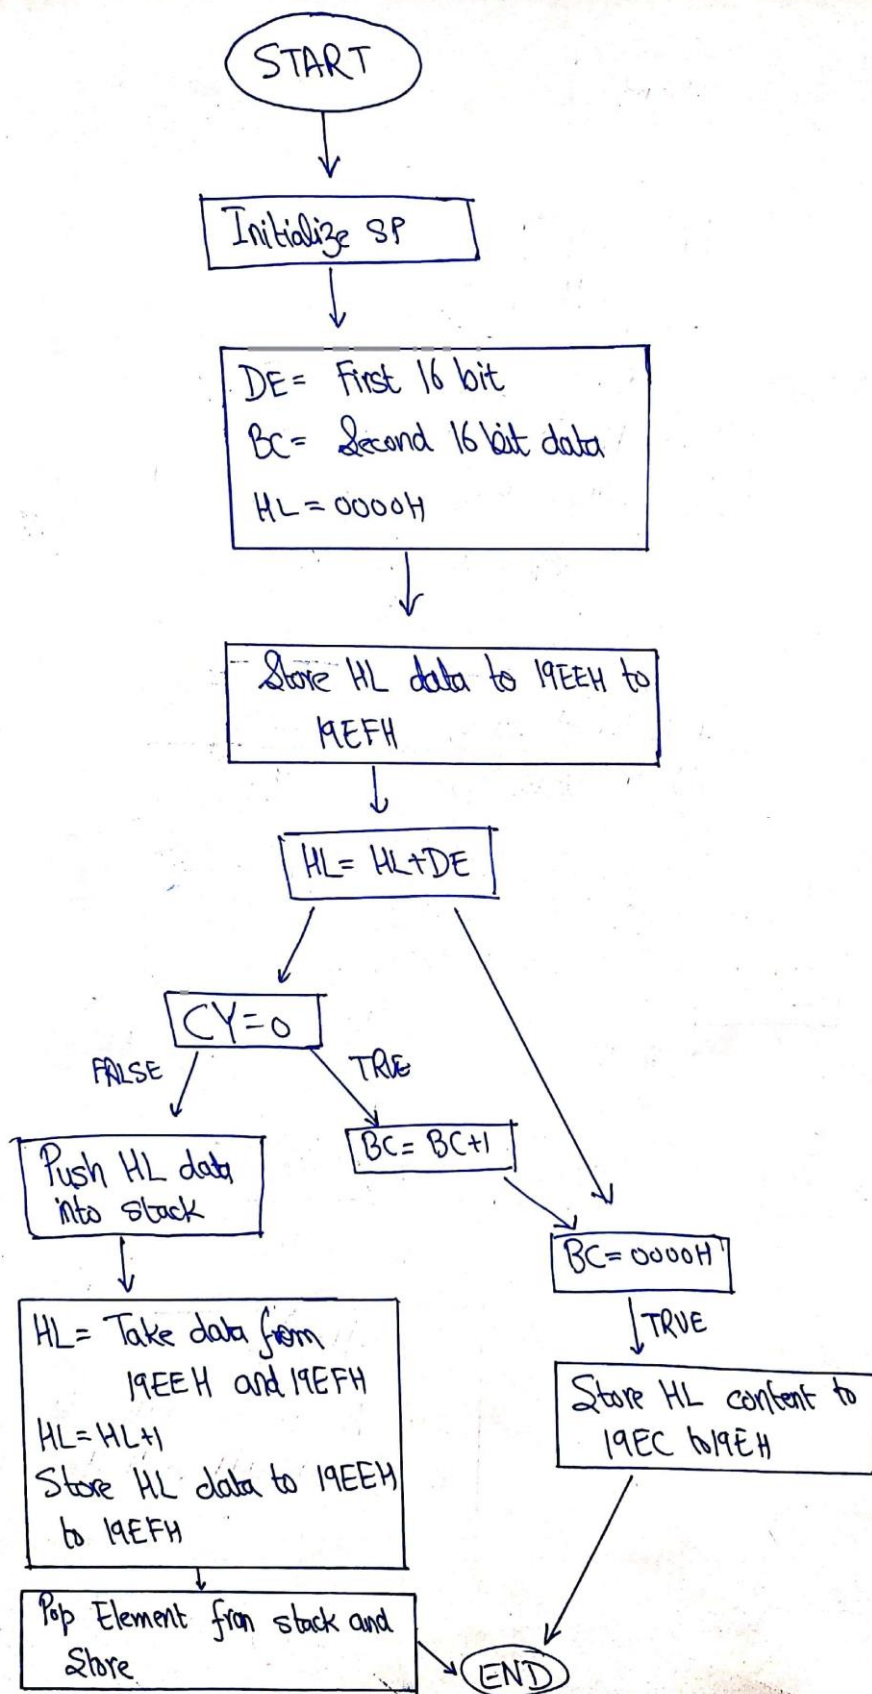 START
Initialize SP
DE= First 16 bit
BC= Second 16 bit data
HL=0000H
Store HL data to 19EEH to
19EFH
HL= HL+DE
CY=0
FALSE
TRUE
Push HL data
into stack
BC= BC+1
BC=0000H
TRUE
HL= Take data from
19EEH and 19EFH
HL=HL+1
Store HL data to 19EEH
to 19EFH
Store HL content to
19EC to 19EH
Pop Element from stack and
Store
END